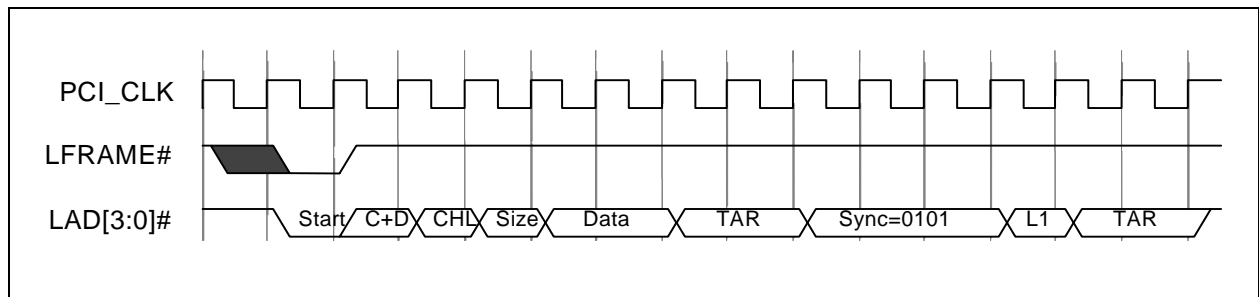 PCI_CLK
LFRAME#
LAD[3:0]# Start C+D CHL Size Data TAR Sync=0101 L1 TAR